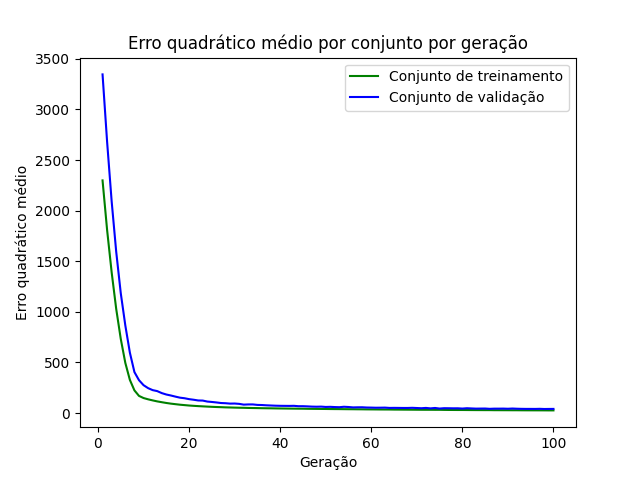 Erro quadrático médio por conjunto por geração
Conjunto de treinamento
Conjunto de validação
Erro quadrático médio
3500
3000
2500
2000
1500
1000
500
0
0 20 40 60 80 100
Geração